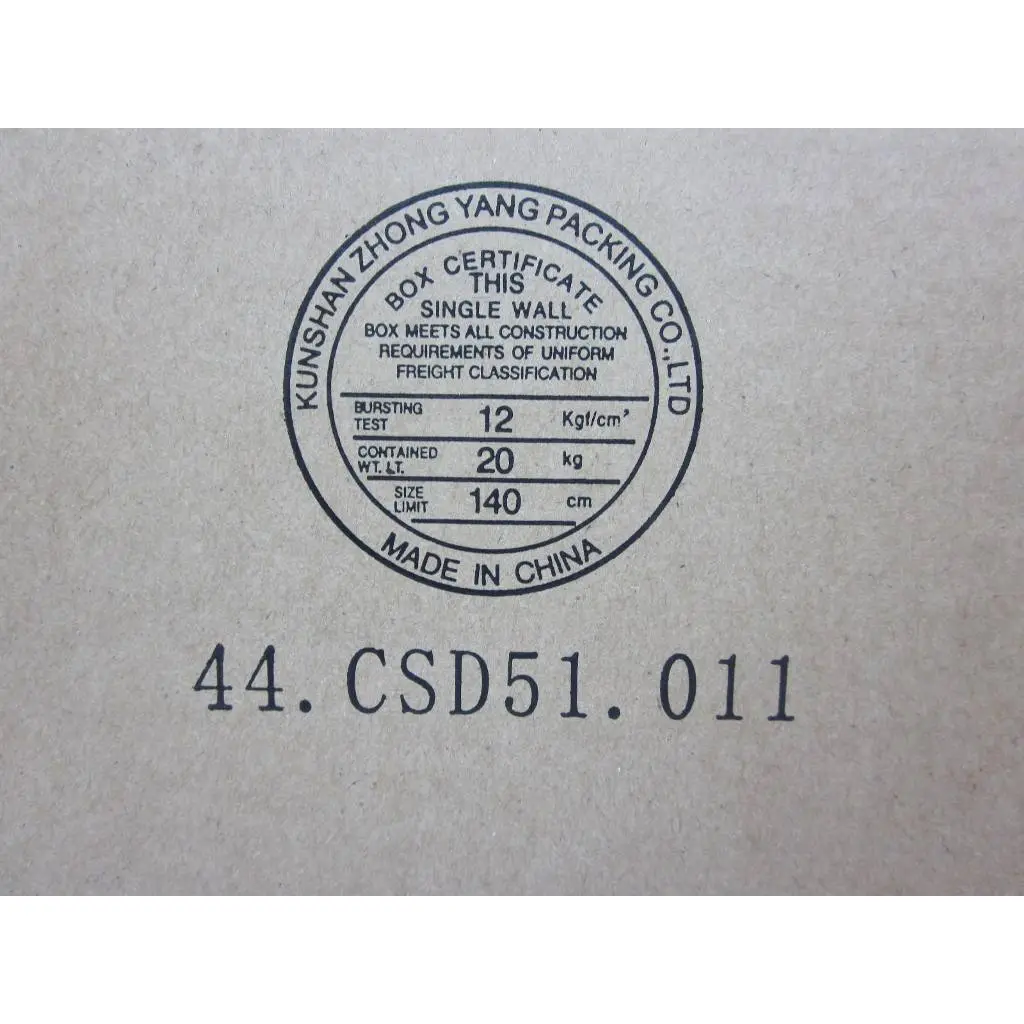 KUNSHAN ZHONG YANG PACKING CO.,LTD
BOX CERTIFICATE
THIS
SINGLE WALL
BOX MEETS ALL CONSTRUCTION
REQUIREMENTS OF UNIFORM
FREIGHT CLASSIFICATION
BURSTING TEST 12 Kgf/cm²
CONTAINED WT. LT. 20 kg
SIZE LIMIT 140 cm
MADE IN CHINA
44.CSD51.011